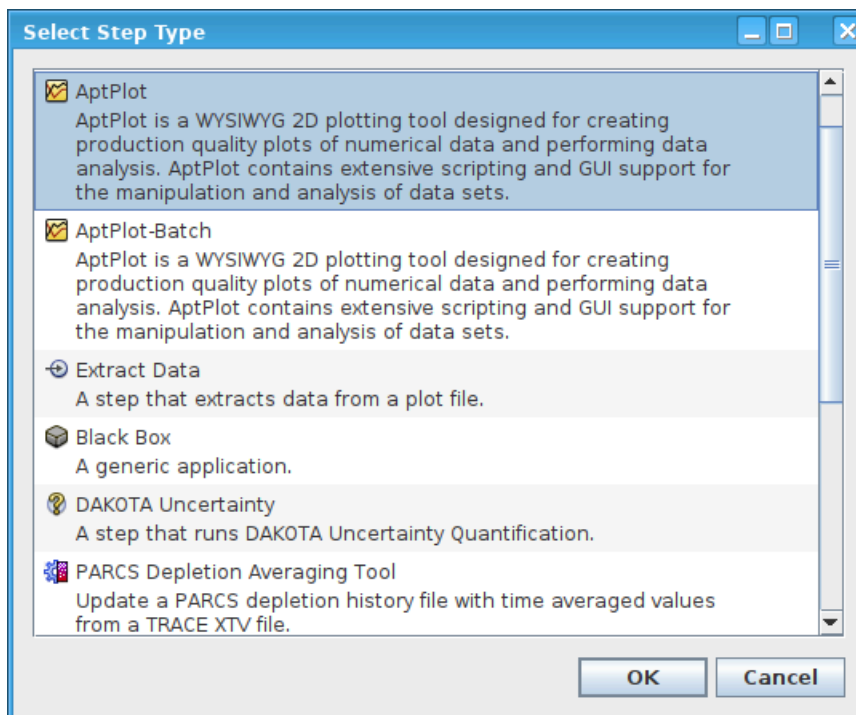 Select Step Type
AptPlot
AptPlot is a WYSIWYG 2D plotting tool designed for creating
production quality plots of numerical data and performing data
analysis. AptPlot contains extensive scripting and GUI support for
the manipulation and analysis of data sets.
AptPlot-Batch
AptPlot is a WYSIWYG 2D plotting tool designed for creating
production quality plots of numerical data and performing data
analysis. AptPlot contains extensive scripting and GUI support for
the manipulation and analysis of data sets.
Extract Data
A step that extracts data from a plot file.
Black Box
A generic application.
DAKOTA Uncertainty
A step that runs DAKOTA Uncertainty Quantification.
PARCS Depletion Averaging Tool
Update a PARCS depletion history file with time averaged values
from a TRACE XTV file.
OK Cancel